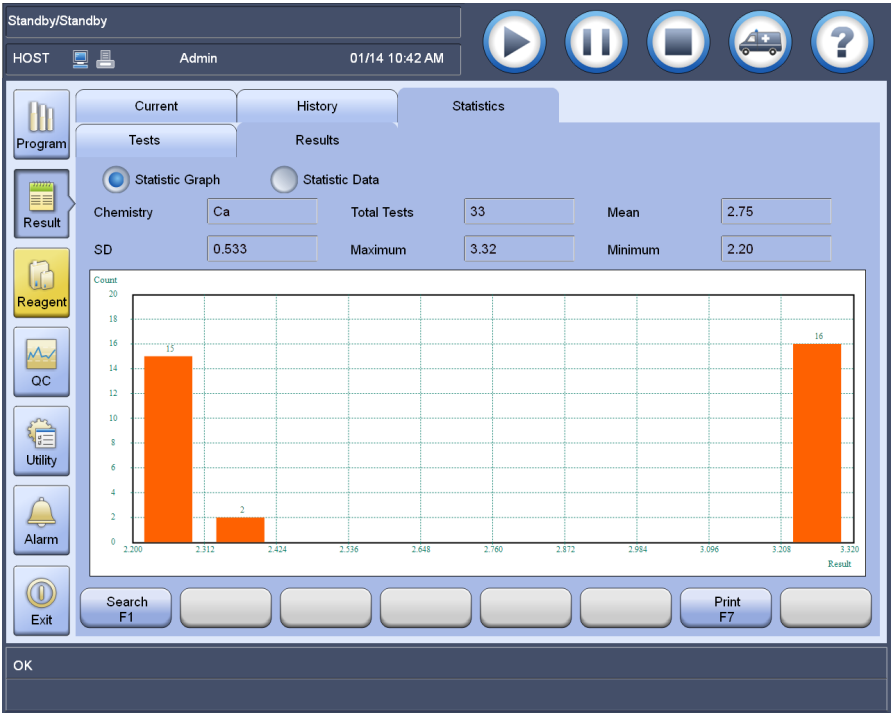 Standby/Standby
HOST Admin 01/14 10:42 AM
?
Program
Result
Reagent
QC
Utility
Alarm
Exit
Current History Statistics
Tests Results
Statistic Graph Statistic Data
Chemistry Ca Total Tests 33 Mean 2.75
SD 0.533 Maximum 3.32 Minimum 2.20
Count
20
18
16
14
12
10
8
6
4
2
0
15
2
16
2.200 2.312 2.424 2.536 2.648 2.760 2.872 2.984 3.096 3.208 3.320
Result
Search Print
F1 F7
OK